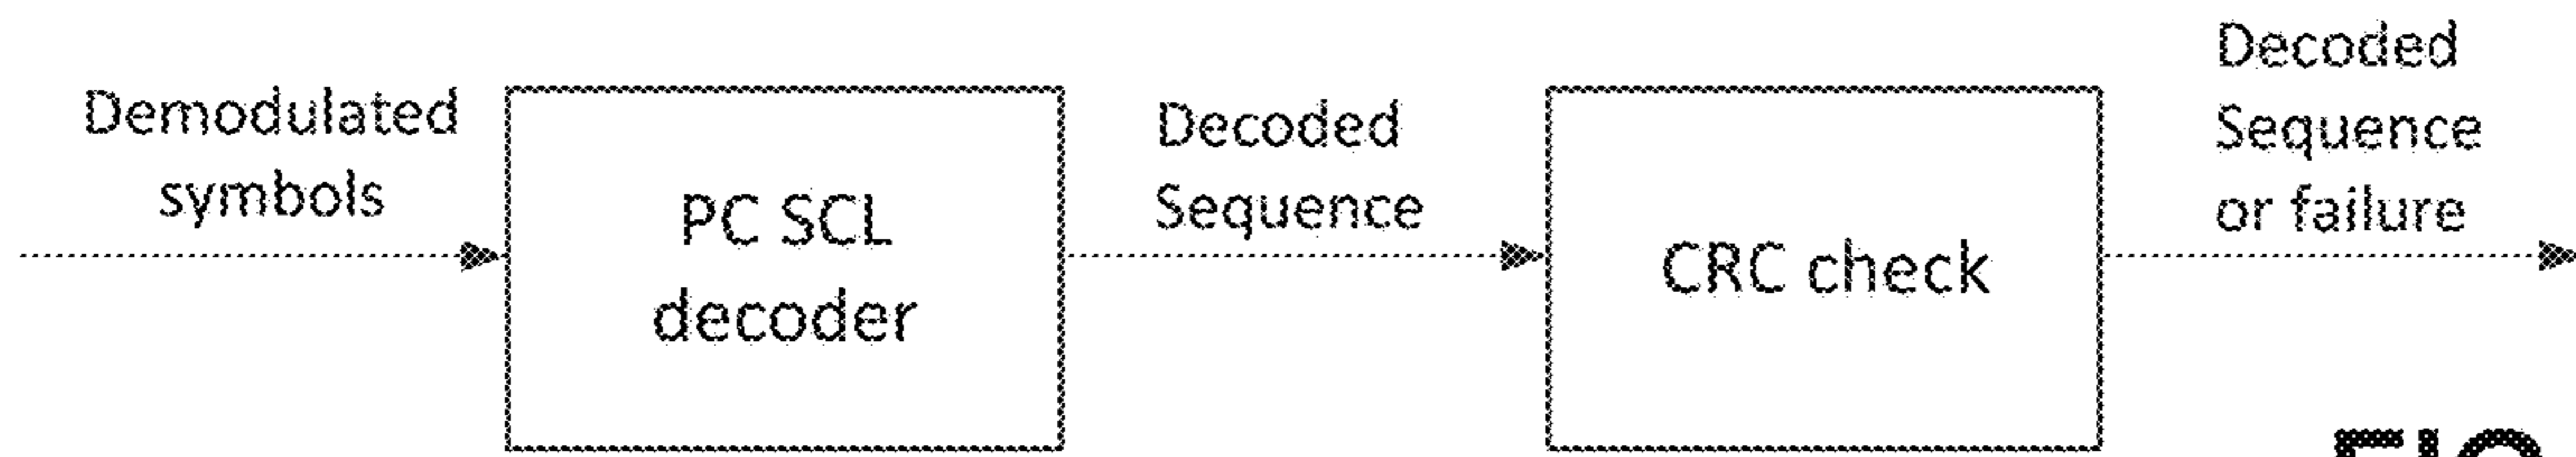 Demodulated
symbols
PC SCL
decoder
Decoded
Sequence
CRC check
Decoded
Sequence
or failure